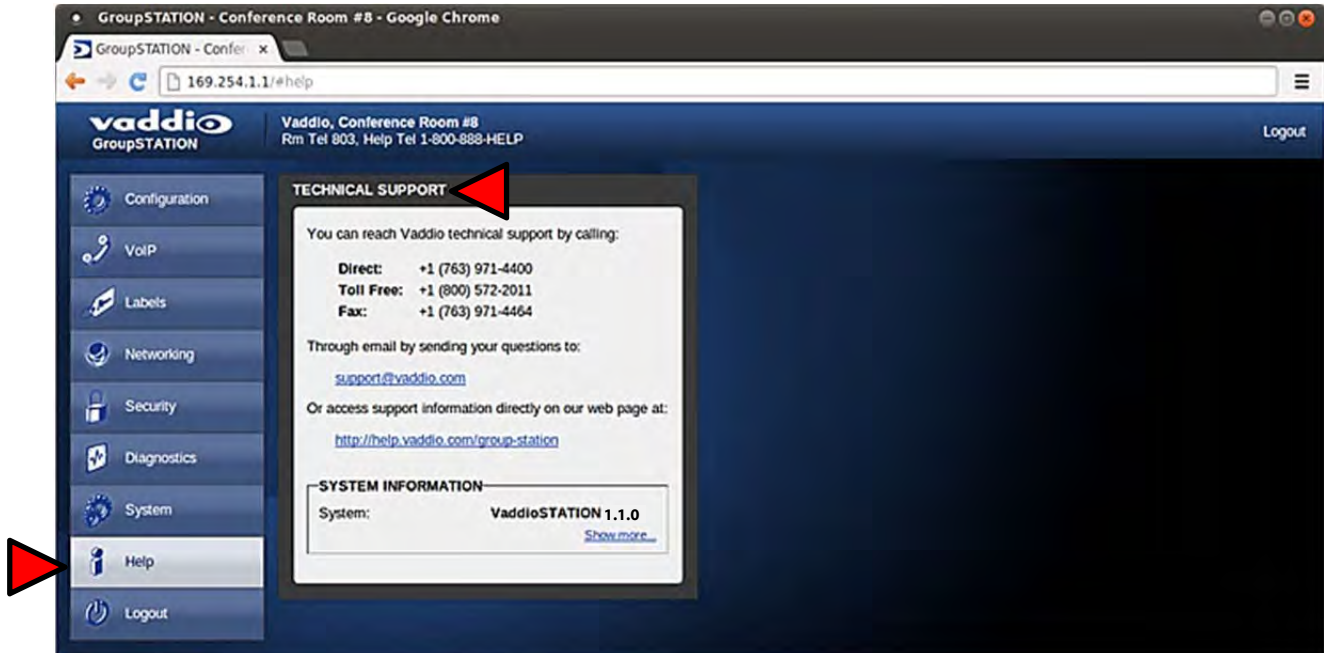 GroupSTATION - Conference Room #8 - Google Chrome
GroupSTATION - Confer
169.254.1.1/#help
vaddio
GroupSTATION
Vaddio, Conference Room #8
Rm Tel 803, Help Tel 1-800-888-HELP
Logout
Configuration
VoIP
Labels
Networking
Security
Diagnostics
System
Help
Logout
TECHNICAL SUPPORT
You can reach Vaddio technical support by calling:
Direct: +1 (763) 971-4400
Toll Free: +1 (800) 572-2011
Fax: +1 (763) 971-4464
Through email by sending your questions to:
support@vaddio.com
Or access support information directly on our web page at:
http://help.vaddio.com/group-station
SYSTEM INFORMATION
System: VaddioSTATION 1.1.0
Show more...